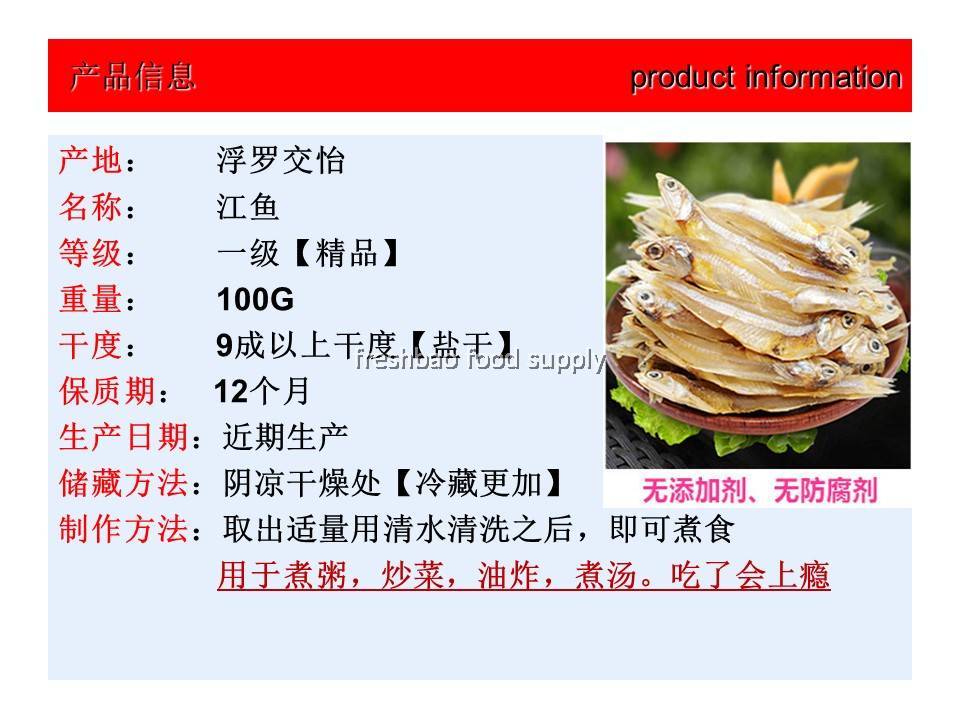 产品信息 product information
产地： 浮罗交怡
名称： 江鱼
等级： 一级【精品】
重量： 100G
干度： 9成以上干度【盐干】
freshbao food supply
保质期： 12个月
生产日期：近期生产
储藏方法：阴凉干燥处【冷藏更加】
无添加剂、无防腐剂
制作方法：取出适量用清水清洗之后，即可煮食
用于煮粥，炒菜，油炸，煮汤。吃了会上瘾